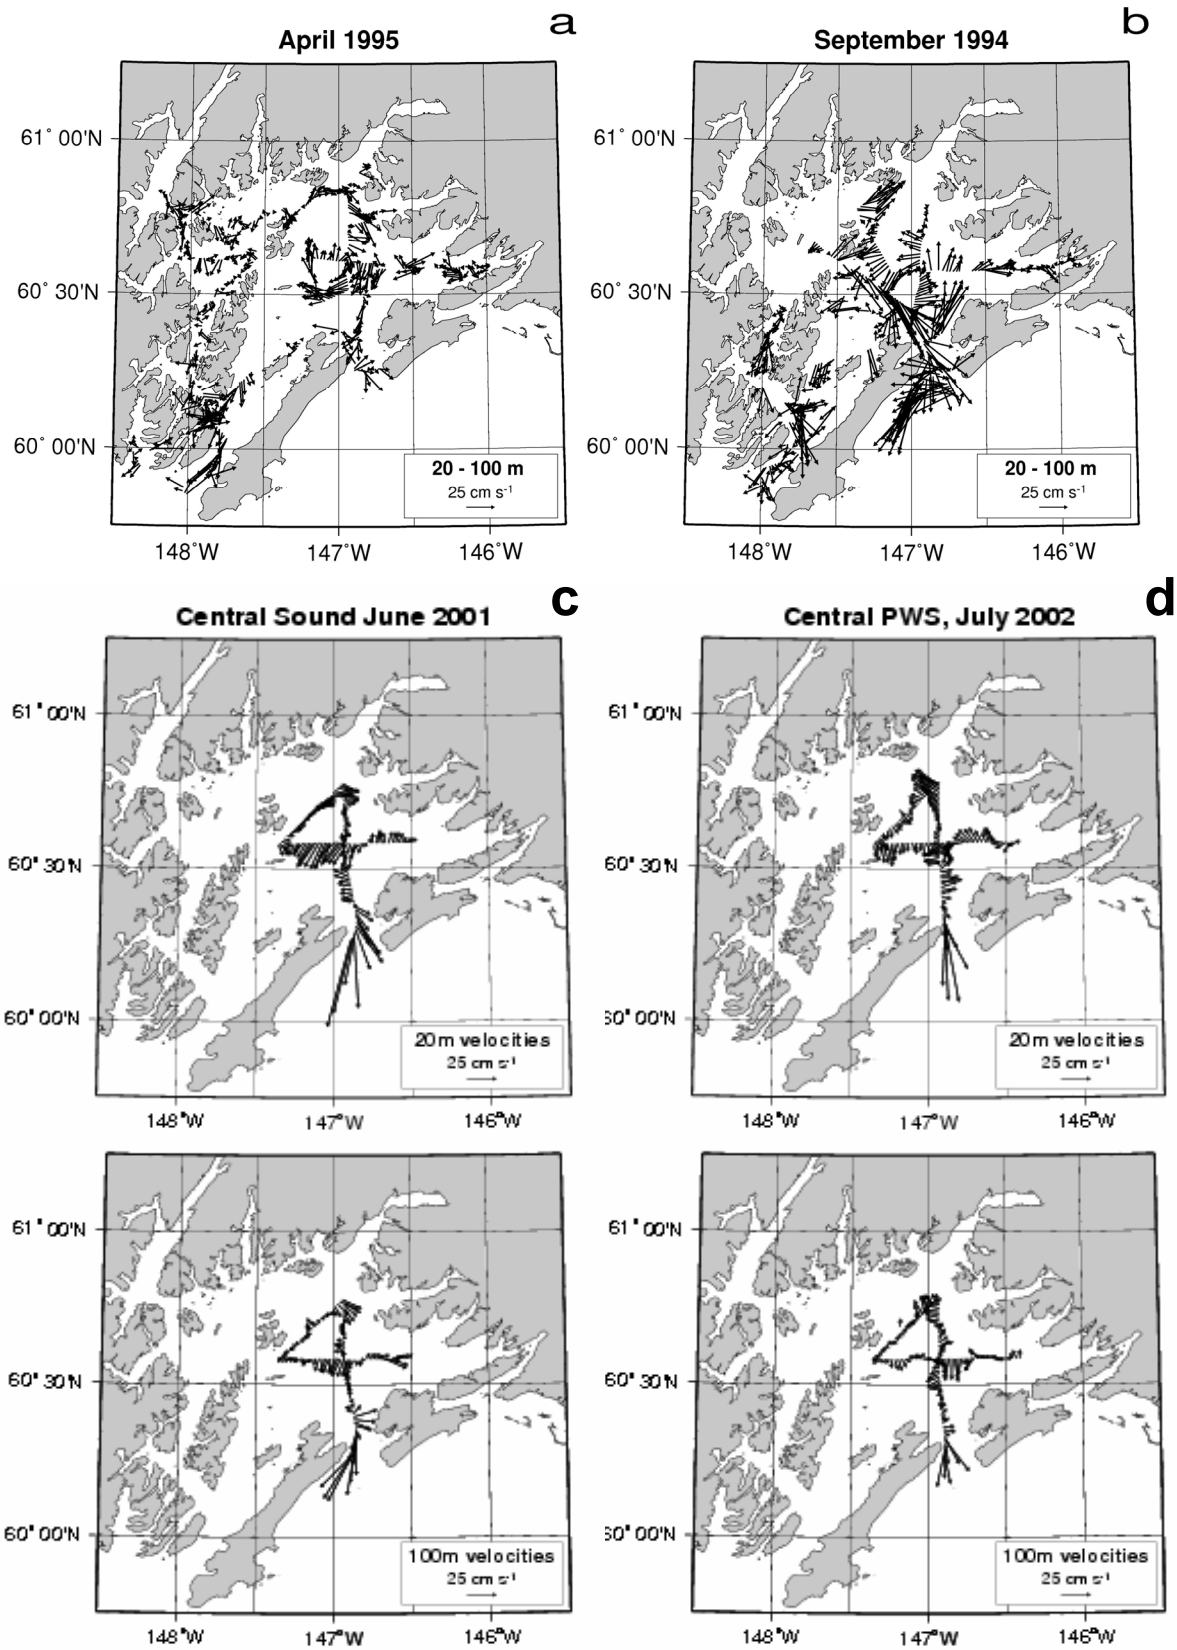 a
b
April 1995
September 1994
61° 00'N
60° 30'N
60° 00'N
20 - 100 m
25 cm s-1
148°W
147°W
146°W
61° 00'N
60° 30'N
60° 00'N
20 - 100 m
25 cm s-1
148°W
147°W
146°W
c
d
Central Sound June 2001
Central PWS, July 2002
61° 00'N
60° 30'N
60° 00'N
20m velocities
25 cm s-1
148°W
147°W
146°W
61° 00'N
60° 30'N
60° 00'N
20m velocities
25 cm s-1
148°W
147°W
146°W
61° 00'N
60° 30'N
60° 00'N
100m velocities
25 cm s-1
148°W
147°W
146°W
61° 00'N
60° 30'N
60° 00'N
100m velocities
25 cm s-1
148°W
147°W
146°W